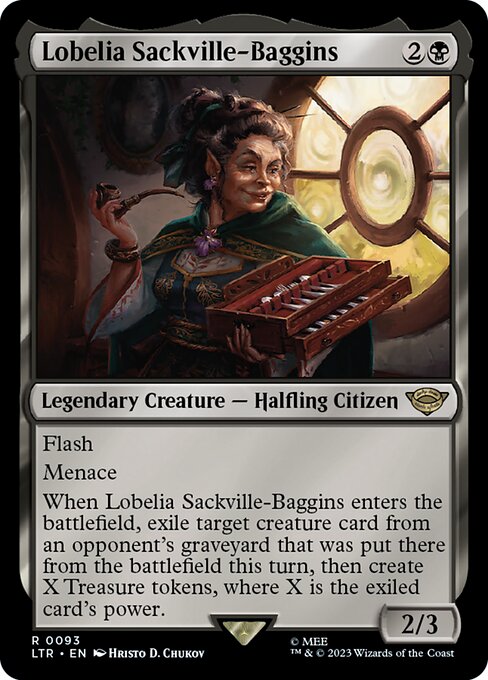 Lobelia Sackville-Baggins 2
Legendary Creature — Halfling Citizen
Flash
Menace
When Lobelia Sackville-Baggins enters the
battlefield, exile target creature card from
an opponent's graveyard that was put there
from the battlefield this turn, then create
X Treasure tokens, where X is the exiled
card's power.
2/3
R 0093
LTR • EN Hristo D. Chukov
© MEE
™ & © 2023 Wizards of the Coast